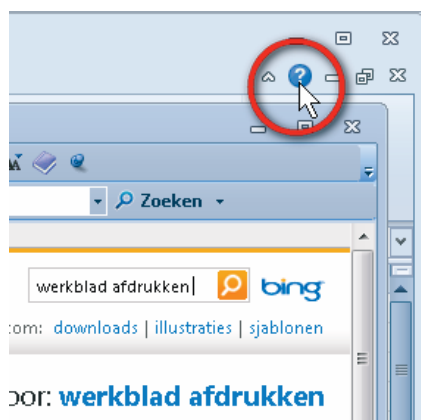 ?
Zoeken
werkblad afdrukken bing
com: downloads | illustraties | sjablonen
oor: werkblad afdrukken